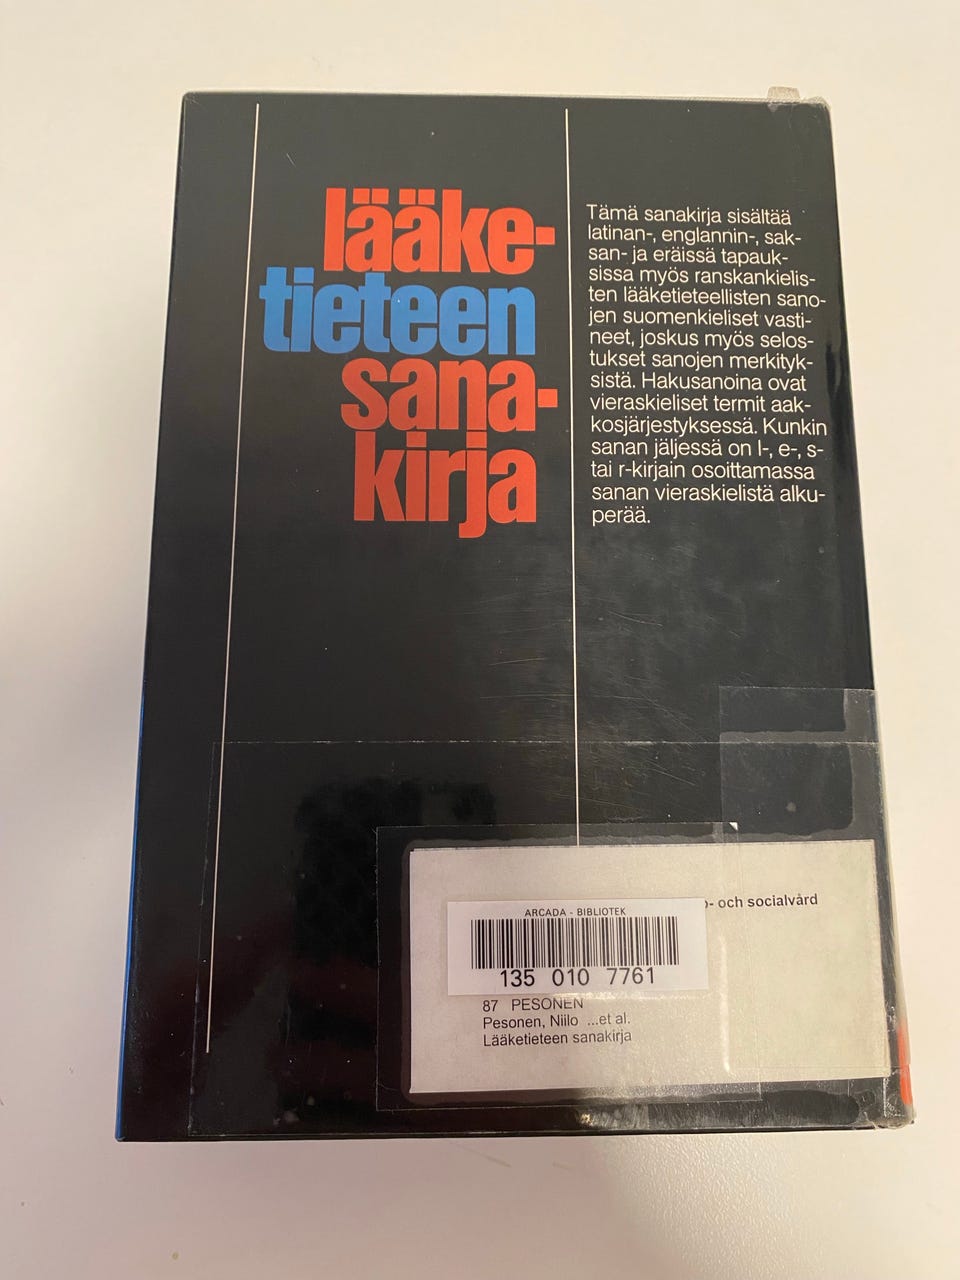 lääke-
tieteen
sana-
kirja
Tämä sanakirja sisältää
latinan-, englannin-, sak-
san- ja eräissä tapauk-
sissa myös ranskankielis-
ten lääketieteellisten sano-
jen suomenkieliset vasti-
neet, joskus myös selos-
tukset sanojen merkityk-
sistä. Hakusanoina ovat
vieraskieliset termit aak-
kosjärjestyksessä. Kunkin
sanan jäljessä on l-, e-, s-
tai r-kirjain osoittamassa
sanan vieraskielistä alku-
perää.
och socialvård
ARCADA - BIBLIOTEK
135 010 7761
87 PESONEN
Pesonen, Niilo ...et al.
Lääketieteen sanakirja